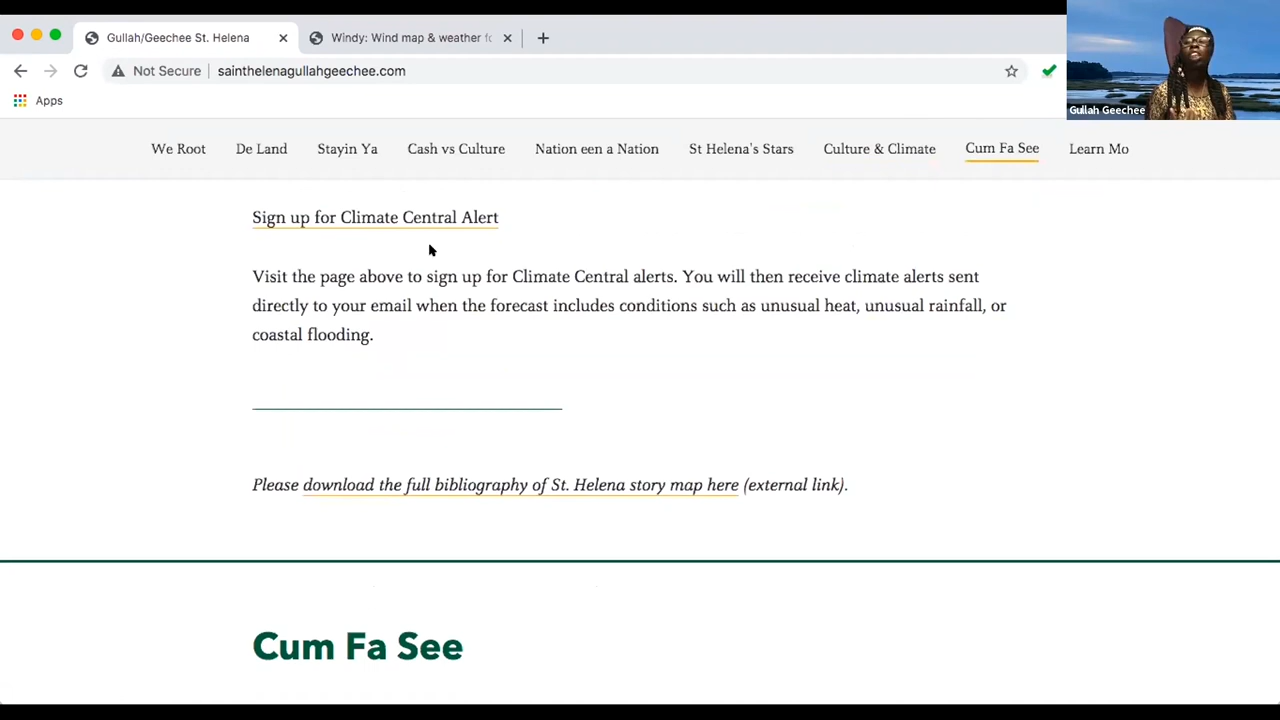 Gullah/Geechee St. Helena
Windy: Wind map & weather fo
Not Secure
sainthelenagullahgeechee.com
Apps
Gullah Geechee
We Root
De Land
Stayin Ya
Cash vs Culture
Nation een a Nation
St Helena's Stars
Culture & Climate
Cum Fa See
Learn Mo
Sign up for Climate Central Alert
Visit the page above to sign up for Climate Central alerts. You will then receive climate alerts sent
directly to your email when the forecast includes conditions such as unusual heat, unusual rainfall, or
coastal flooding.
Please download the full bibliography of St. Helena story map here (external link).
Cum Fa See